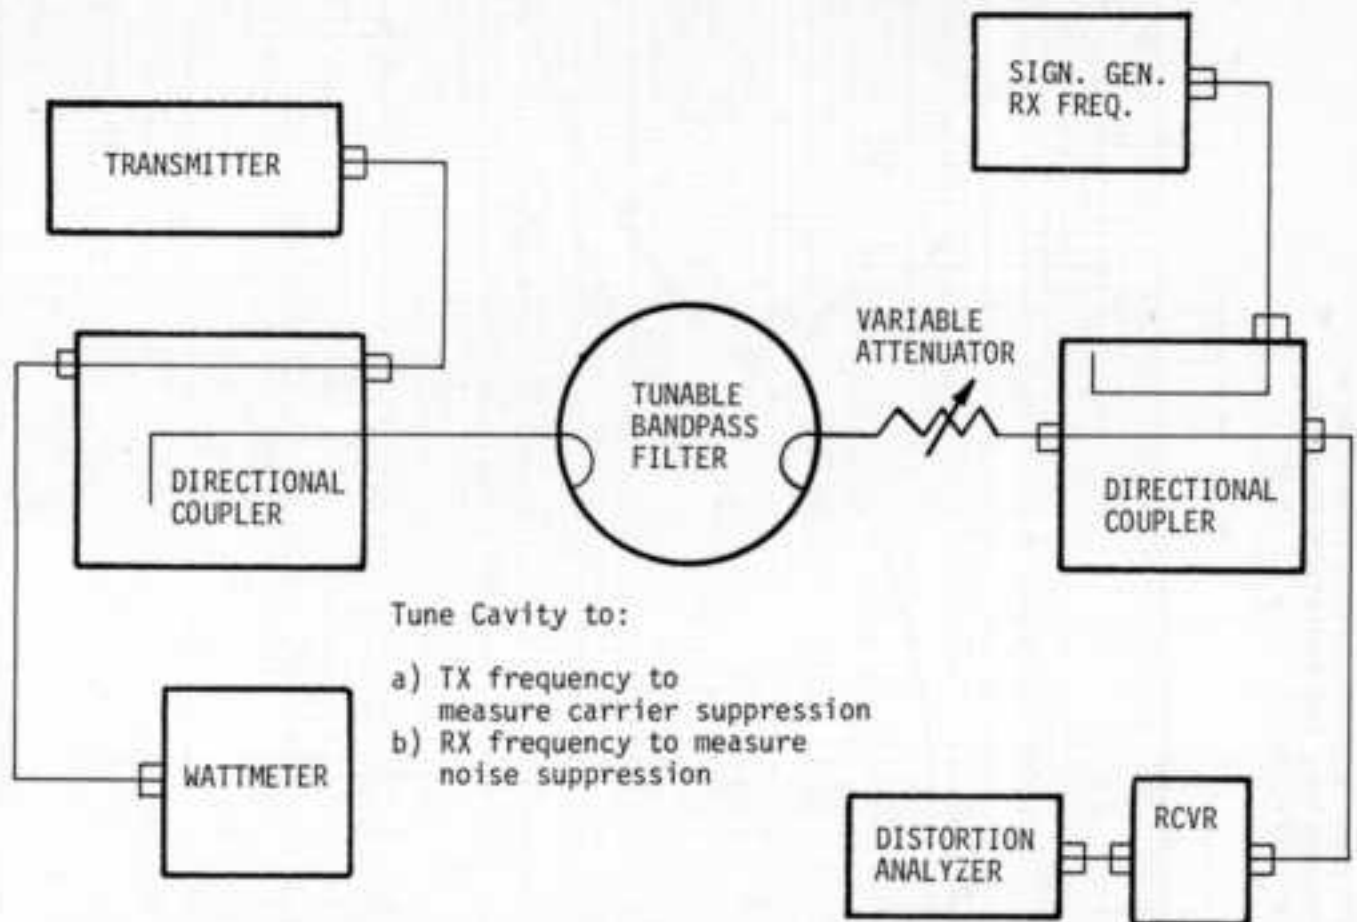 SIGN. GEN.
RX FREQ.
TRANSMITTER
VARIABLE
ATTENUATOR
TUNABLE
BANDPASS
FILTER
DIRECTIONAL
COUPLER
DIRECTIONAL
COUPLER
Tune Cavity to:
a) TX frequency to
measure carrier suppression
b) RX frequency to measure
noise suppression
WATTMETER
DISTORTION
ANALYZER
RCVR